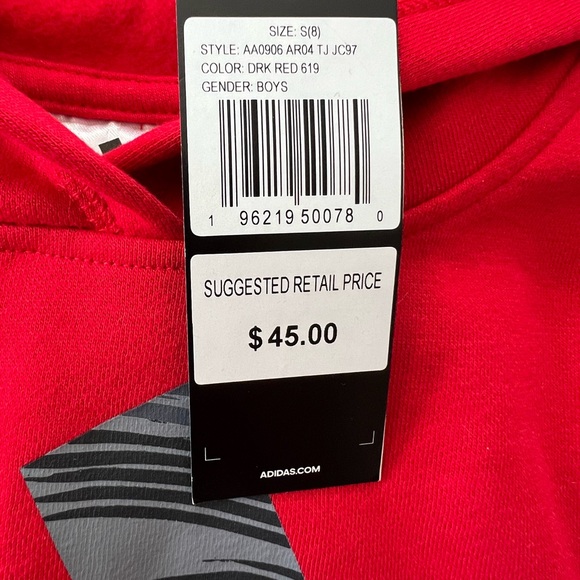 SIZE: S(8)
STYLE: AA0906 AR04 TJ JC97
COLOR: DRK RED 619
GENDER: BOYS
1 96219 50078 0
SUGGESTED RETAIL PRICE
$ 45.00
ADIDAS.COM